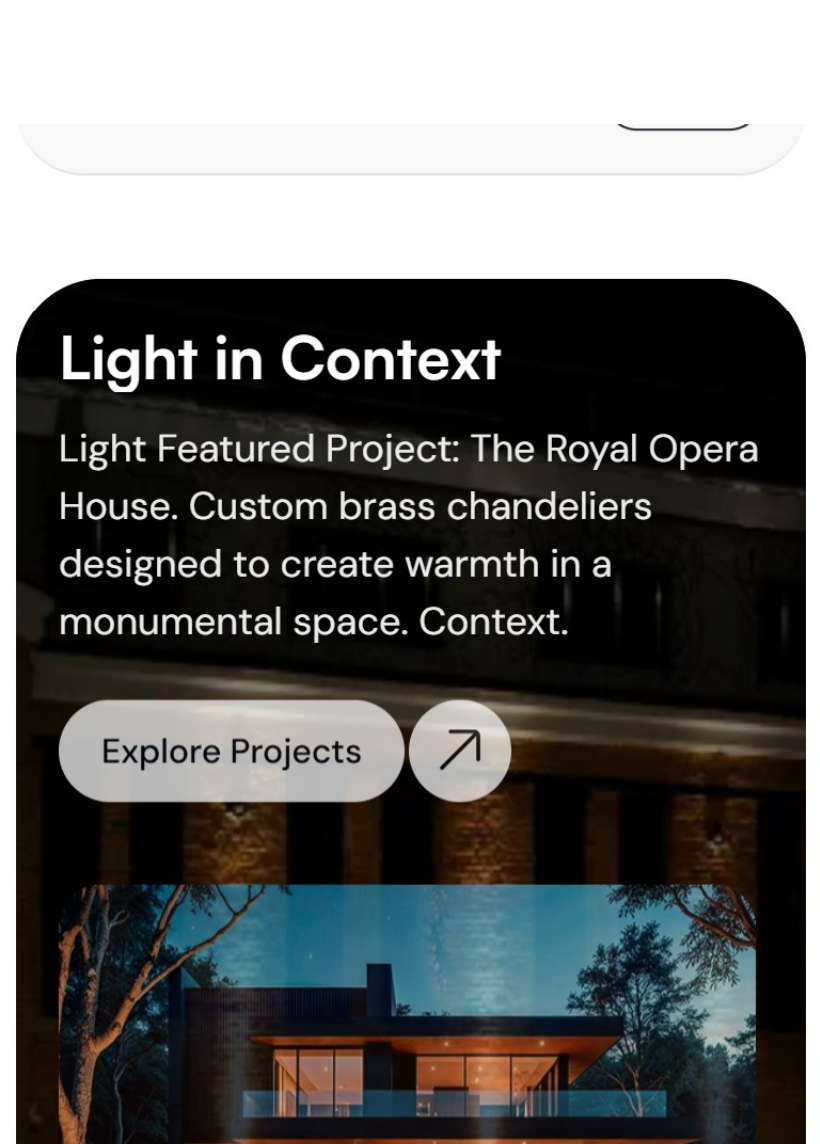 Light in Context
Light Featured Project: The Royal Opera
House. Custom brass chandeliers
designed to create warmth in a
monumental space. Context.
Explore Projects